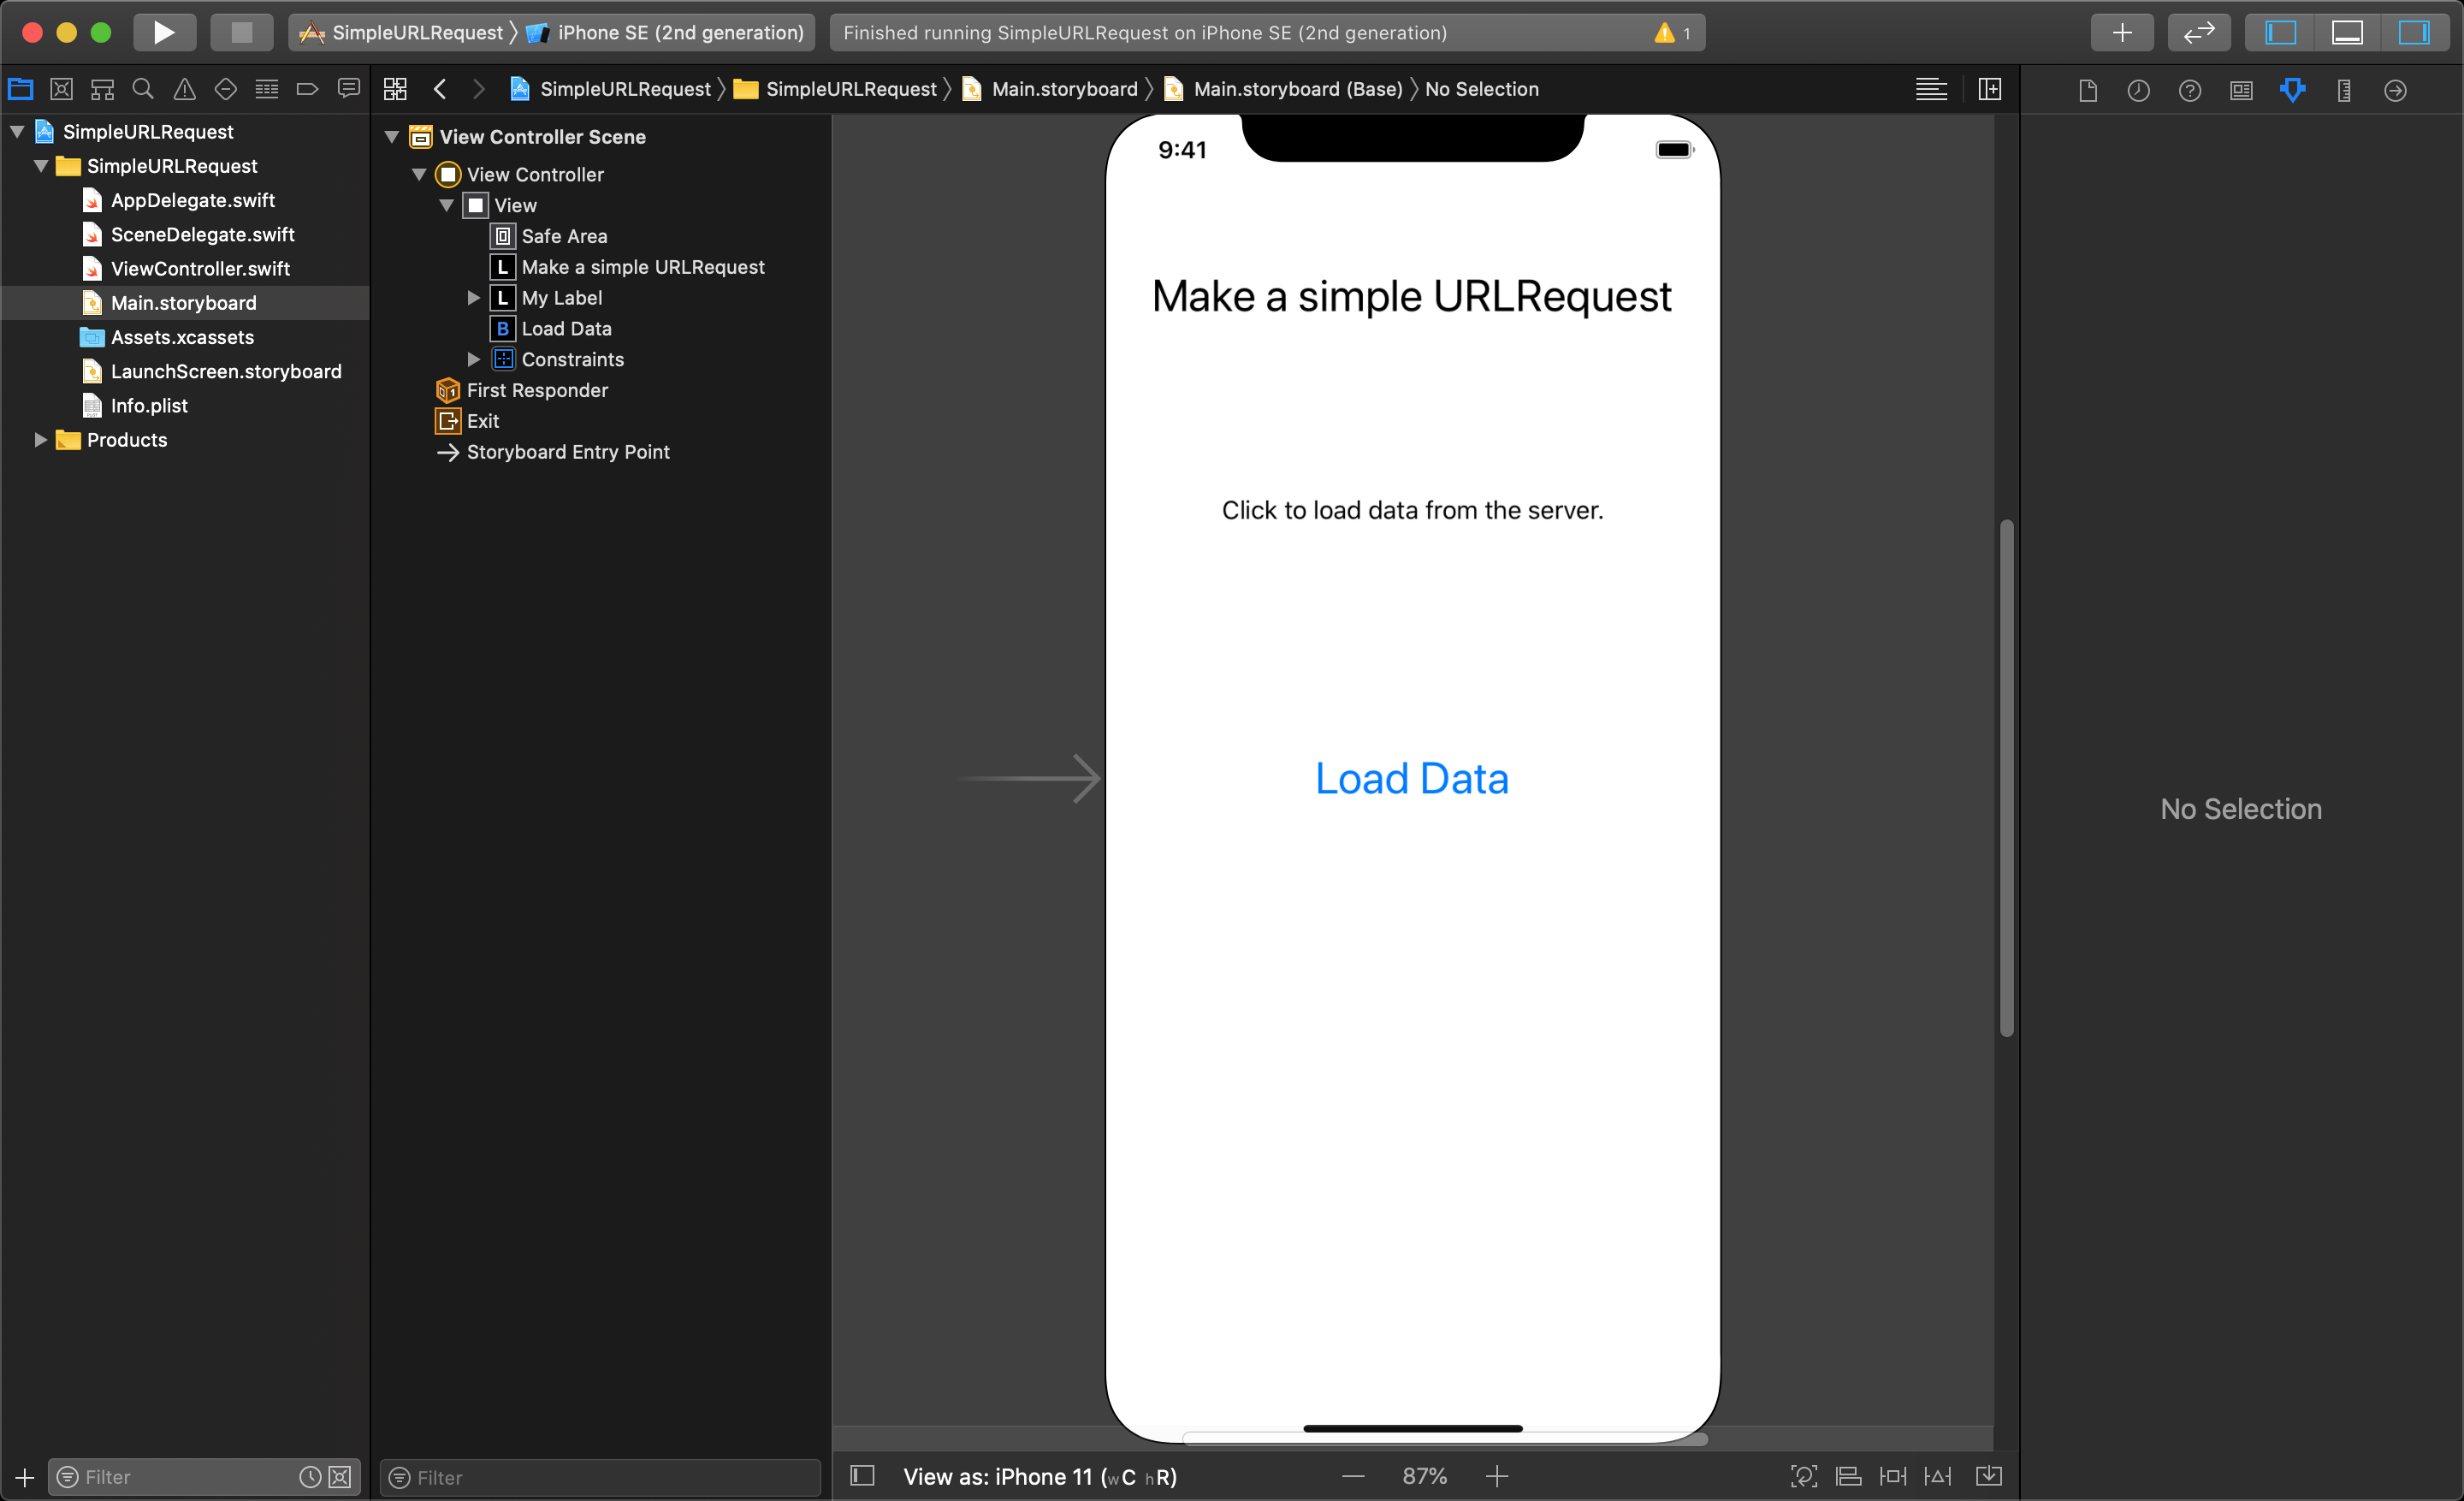 SimpleURLRequest iPhone SE (2nd generation)
Finished running SimpleURLRequest on iPhone SE (2nd generation) 1
SimpleURLRequest SimpleURLRequest Main.storyboard Main.storyboard (Base) No Selection
SimpleURLRequest
SimpleURLRequest
AppDelegate.swift
SceneDelegate.swift
ViewController.swift
Main.storyboard
Assets.xcassets
LaunchScreen.storyboard
Info.plist
Products
Filter
View Controller Scene
View Controller
View
Safe Area
L Make a simple URLRequest
L My Label
B Load Data
Constraints
First Responder
Exit
Storyboard Entry Point
Filter
9:41
Make a simple URLRequest
Click to load data from the server.
Load Data
View as: iPhone 11 (wC hR)
87%
No Selection